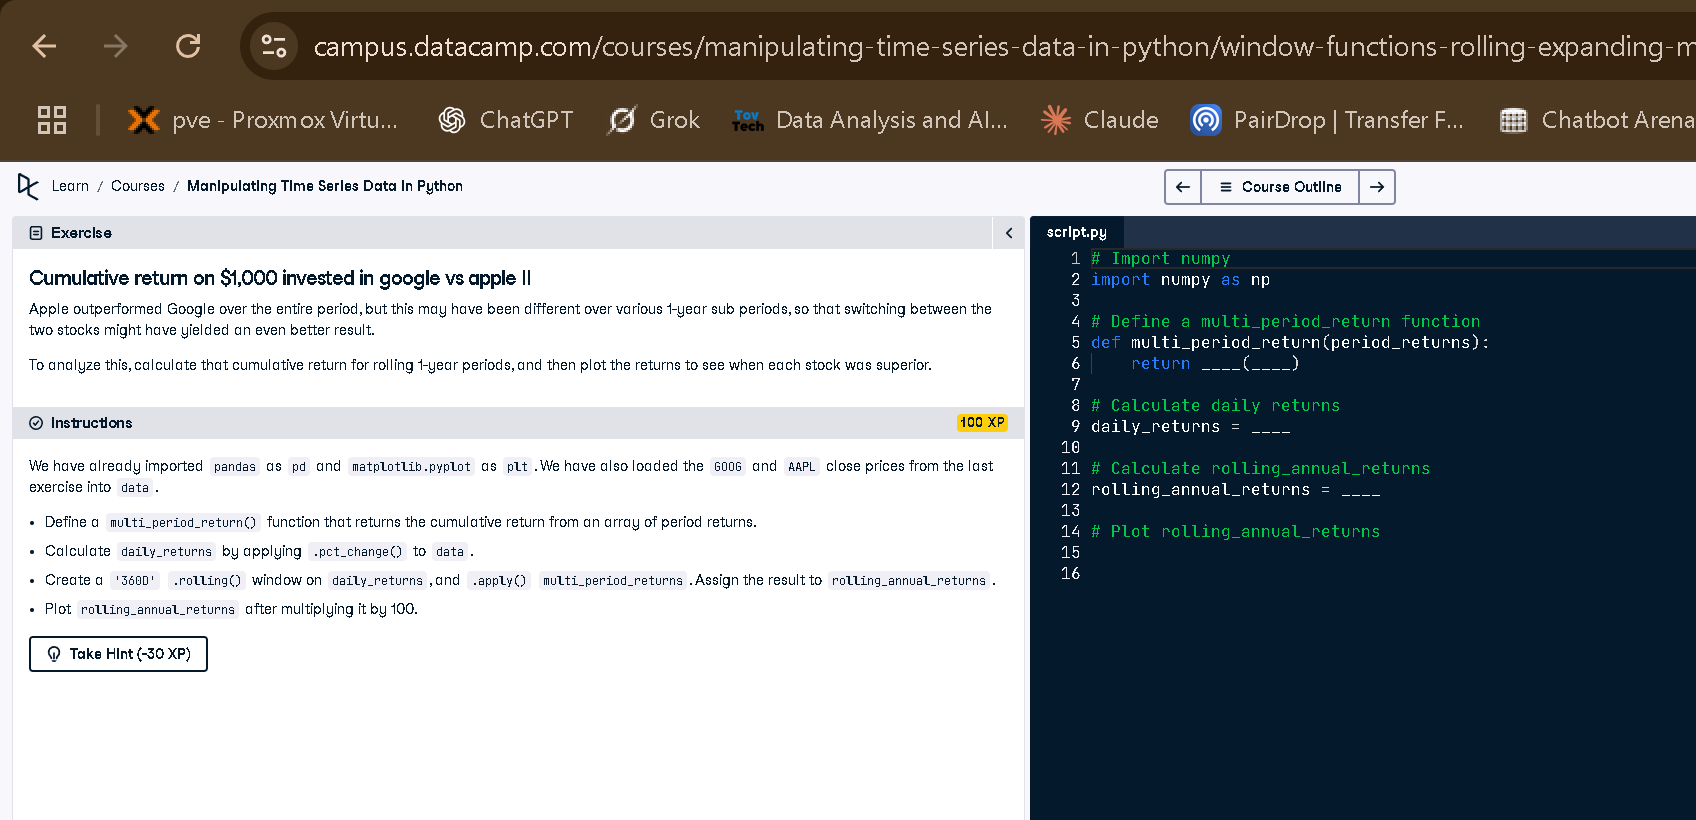 campus.datacamp.com/courses/manipulating-time-series-data-in-python/window-functions-rolling-expanding-m
pve - Proxmox Virtu...
ChatGPT
Grok
Tov Tech
Data Analysis and AI...
Claude
PairDrop | Transfer F...
Chatbot Arena
Learn / Courses / Manipulating Time Series Data in Python
Course Outline
Exercise
Cumulative return on $1,000 invested in google vs apple II
Apple outperformed Google over the entire period, but this may have been different over various 1-year sub periods, so that switching between the
two stocks might have yielded an even better result.
To analyze this, calculate that cumulative return for rolling 1-year periods, and then plot the returns to see when each stock was superior.
Instructions
100 XP
We have already imported pandas as pd and matplotlib.pyplot as plt. We have also loaded the GOOG and AAPL close prices from the last
exercise into data.
• Define a multi_period_return() function that returns the cumulative return from an array of period returns.
• Calculate daily_returns by applying .pct_change() to data.
• Create a '360D' .rolling() window on daily_returns, and .apply() multi_period_returns. Assign the result to rolling_annual_returns.
• Plot rolling_annual_returns after multiplying it by 100.
Take Hint (-30 XP)
script.py
1 # Import numpy
2 import numpy as np
3
4 # Define a multi_period_return function
5 def multi_period_return(period_returns):
6     return ____(____)
7
8 # Calculate daily returns
9 daily_returns = ____
10
11 # Calculate rolling_annual_returns
12 rolling_annual_returns = ____
13
14 # Plot rolling_annual_returns
15
16